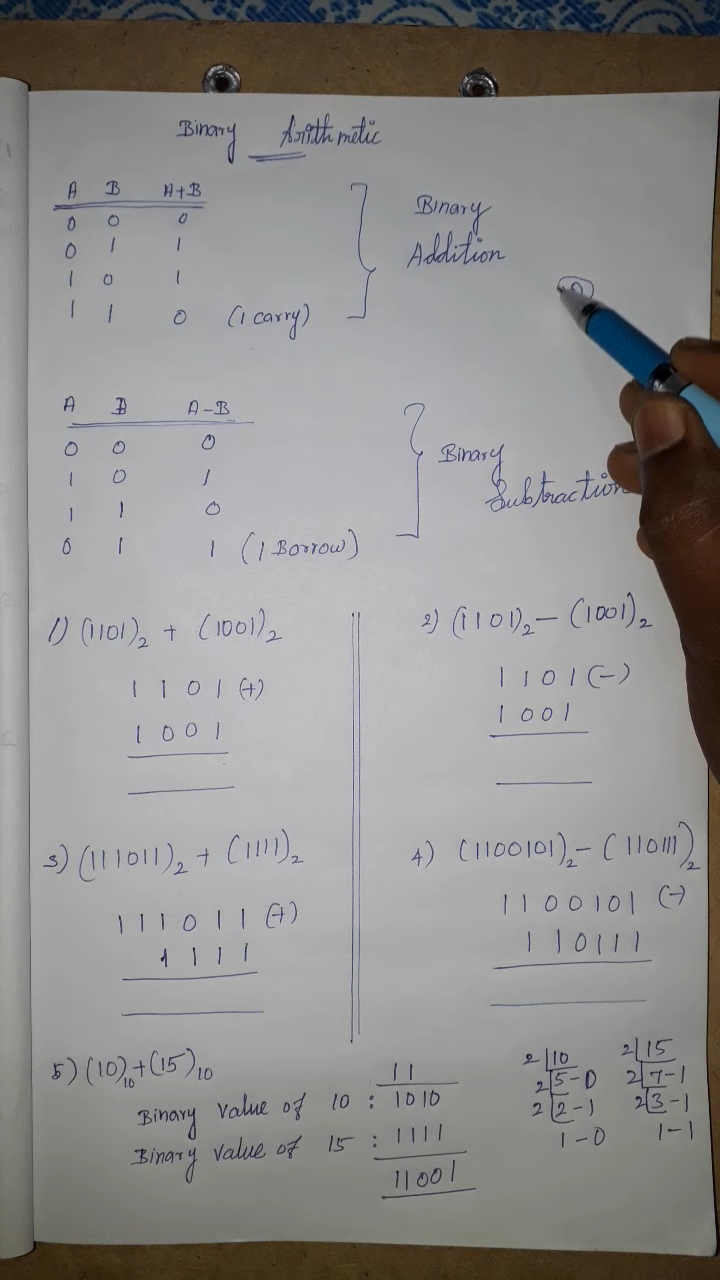 Binary Arithmetic
A B A+B
0 0 0
0 1 1
1 0 1
1 1 0 (1 carry)
Binary
Addition
A B A-B
0 0 0
1 0 1
1 1 0
0 1 1 (1 Borrow)
Binary
Subtraction
1) (1101)₂ + (1001)₂
1 1 0 1 (+)
1 0 0 1
2) (1101)₂ - (1001)₂
1 1 0 1 (-)
1 0 0 1
3) (111011)₂ + (1111)₂
1 1 1 0 1 1 (+)
1 1 1 1
4) (1100101)₂ - (110111)₂
1 1 0 0 1 0 1 (-)
1 1 0 1 1 1
5) (10)₁₀ + (15)₁₀
1 1
Binary value of 10 : 1010
Binary value of 15 : 1111
11001
2 10
2 5-0
2 2-1
1-0
2 15
2 7-1
2 3-1
1-1